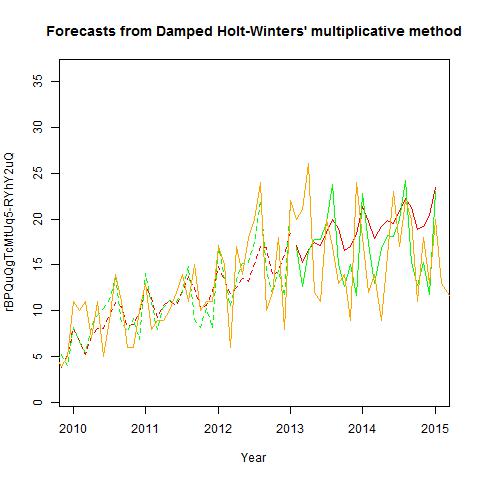 Forecasts from Damped Holt-Winters' multiplicative method
rBPQuQgTcMIUq5-RYhY2uQ
35
30
25
20
15
10
5
0
2010 2011 2012 2013 2014 2015
Year